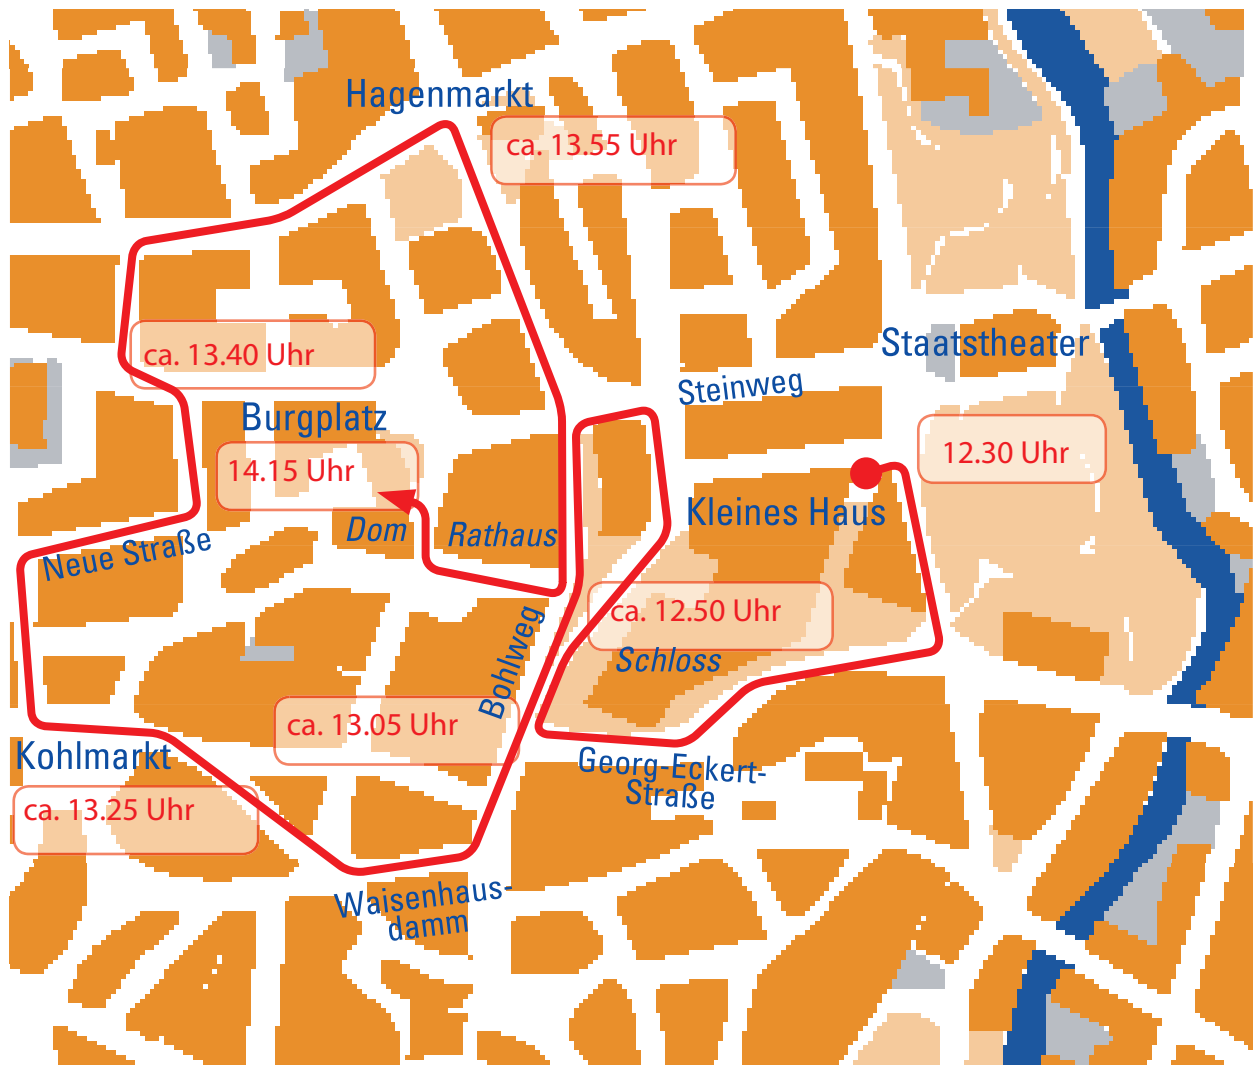 Hagenmarkt
ca. 13.55 Uhr
ca. 13.40 Uhr
Staatstheater
Steinweg
Burgplatz
14.15 Uhr
12.30 Uhr
Kleines Haus
Dom
Rathaus
Neue Straße
ca. 12.50 Uhr
Bohlweg
Schloss
ca. 13.05 Uhr
Kohlmarkt
Georg-Eckert-
Straße
ca. 13.25 Uhr
Waisenhaus-
damm